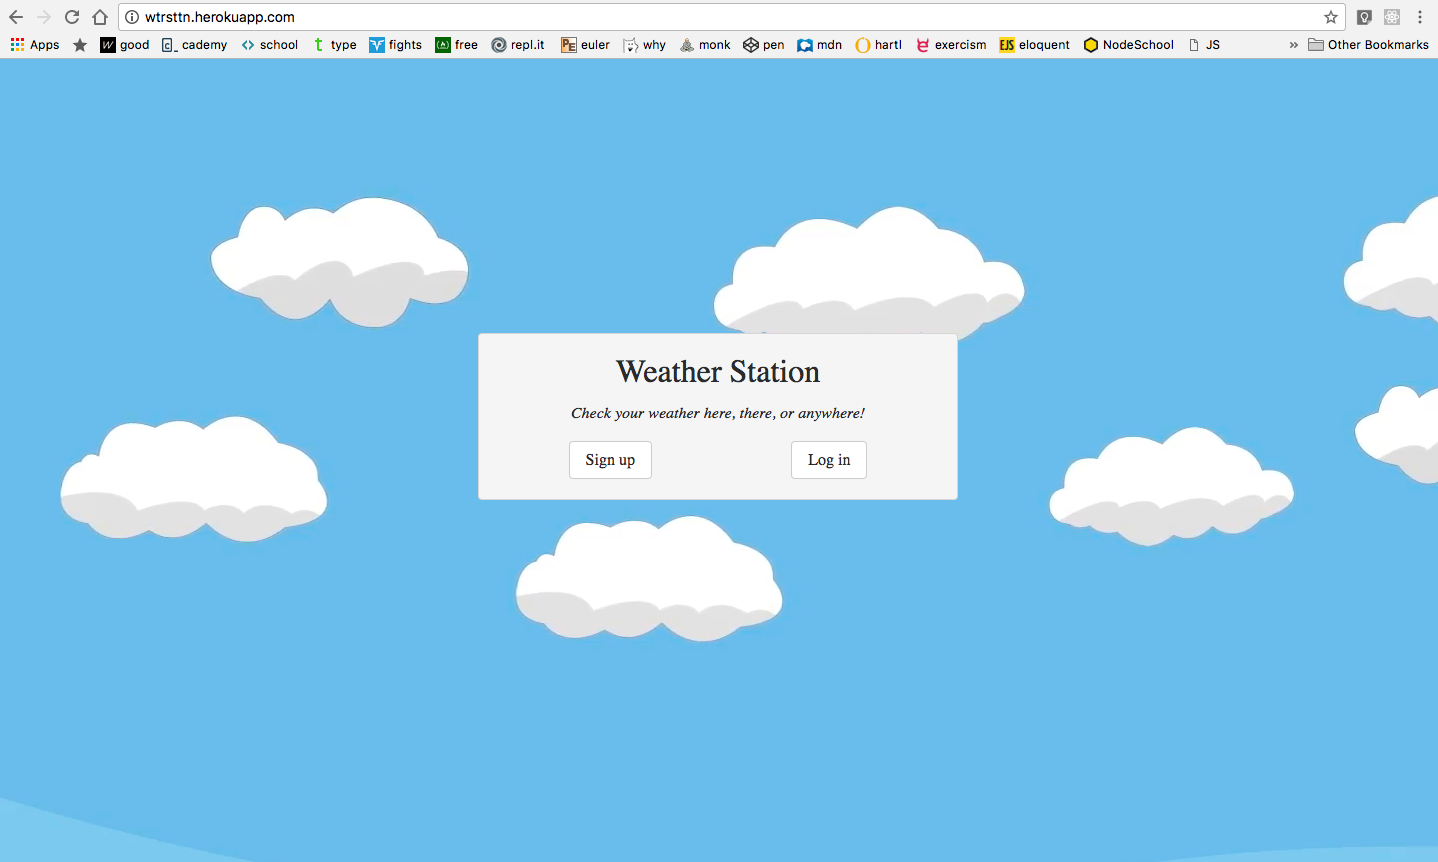 wtrsttn.herokuapp.com
Apps good cademy school type fights free repl.it euler why monk pen mdn hartl exercism eloquent NodeSchool JS » Other Bookmarks
Weather Station
Check your weather here, there, or anywhere!
Sign up Log in